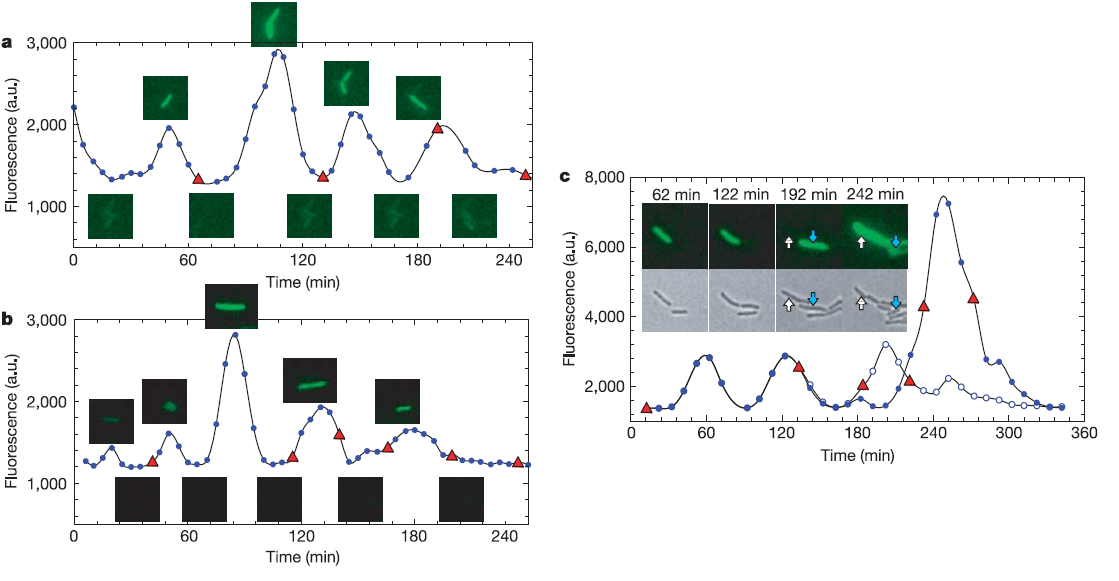 a
3,000
2,000
1,000
Fluorescence (a.u.)
0
60
120
180
240
Time (min)
b
3,000
2,000
1,000
Fluorescence (a.u.)
0
60
120
180
240
Time (min)
c
8,000
6,000
4,000
2,000
Fluorescence (a.u.)
62 min 122 min 192 min 242 min
0
60
120
180
240
300
360
Time (min)